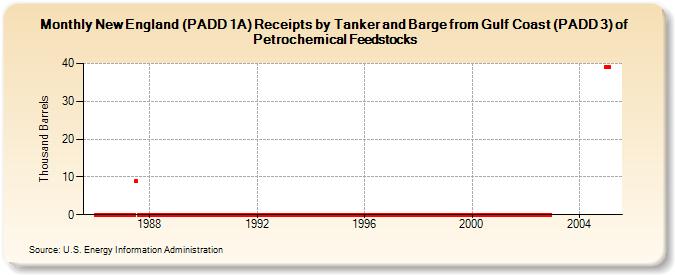 Monthly New England (PADD 1A) Receipts by Tanker and Barge from Gulf Coast (PADD 3) of
Petrochemical Feedstocks
Thousand Barrels
40
30
20
10
0
1988 1992 1996 2000 2004
Source: U.S. Energy Information Administration